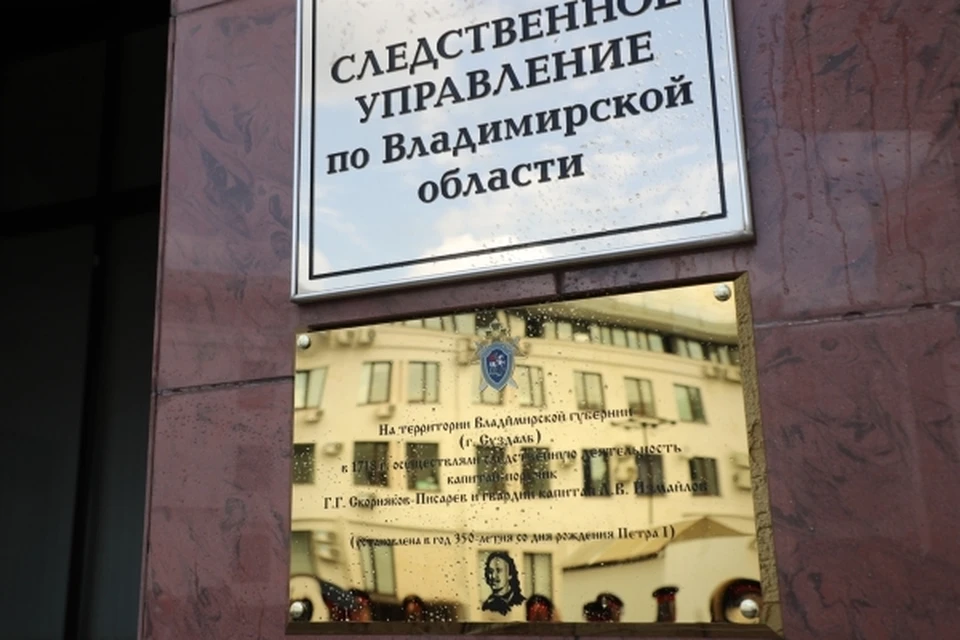 СЛЕДСТВЕННОЕ
УПРАВЛЕНИЕ
по Владимирской
области
На территории Владимирской губернии
(г. Суздаль)
в 1718 г. осуществляли следственную деятельность
капитан-поручик
Г.Г. Скорняков-Писарев и гвардии капитан Л.В. Измайлов
(установлена в год 350-летия со дня рождения Петра I)